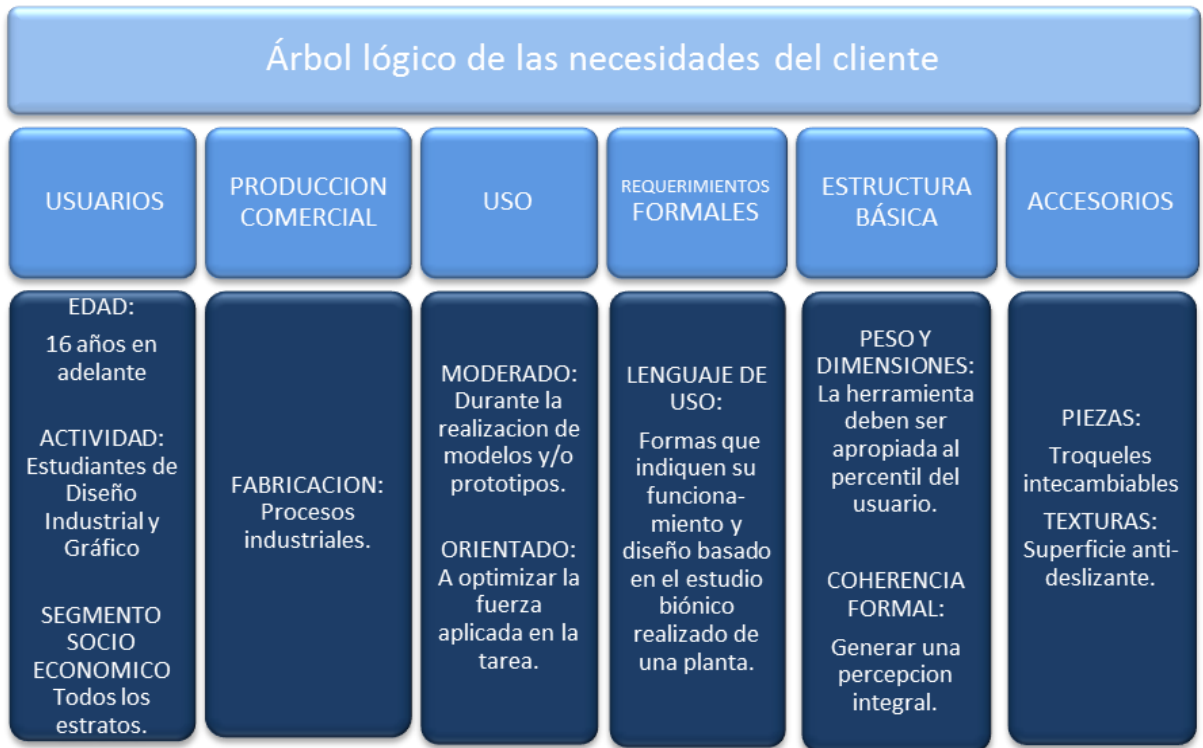 Árbol lógico de las necesidades del cliente
USUARIOS
PRODUCCION
COMERCIAL
USO
REQUERIMIENTOS
FORMALES
ESTRUCTURA
BÁSICA
ACCESORIOS
EDAD:
16 años en
adelante
ACTIVIDAD:
Estudiantes de
Diseño
Industrial y
Gráfico
SEGMENTO
SOCIO
ECONOMICO
Todos los
estratos.
FABRICACION:
Procesos
industriales.
MODERADO:
Durante la
realizacion de
modelos y/o
prototipos.
ORIENTADO:
A optimizar la
fuerza
aplicada en la
tarea.
LENGUAJE DE
USO:
Formas que
indiquen su
funciona-
miento y
diseño basado
en el estudio
biónico
realizado de
una planta.
PESO Y
DIMENSIONES:
La herramienta
deben ser
apropiada al
percentil del
usuario.
COHERENCIA
FORMAL:
Generar una
percepcion
integral.
PIEZAS:
Troqueles
intecambiables
TEXTURAS:
Superficie anti-
deslizante.